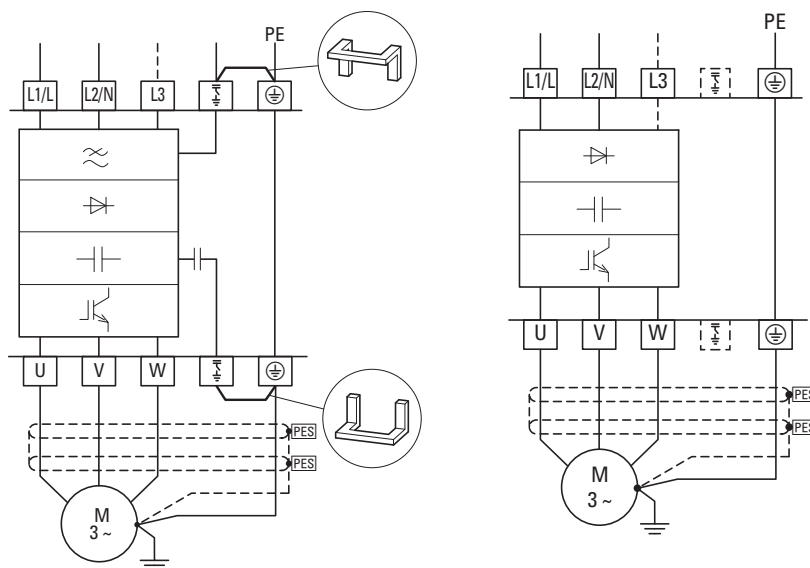 PE
L1/L L2/N L3
U V W
PES
PES
M
3 ~
PE
L1/L L2/N L3
U V W
PES
PES
M
3 ~